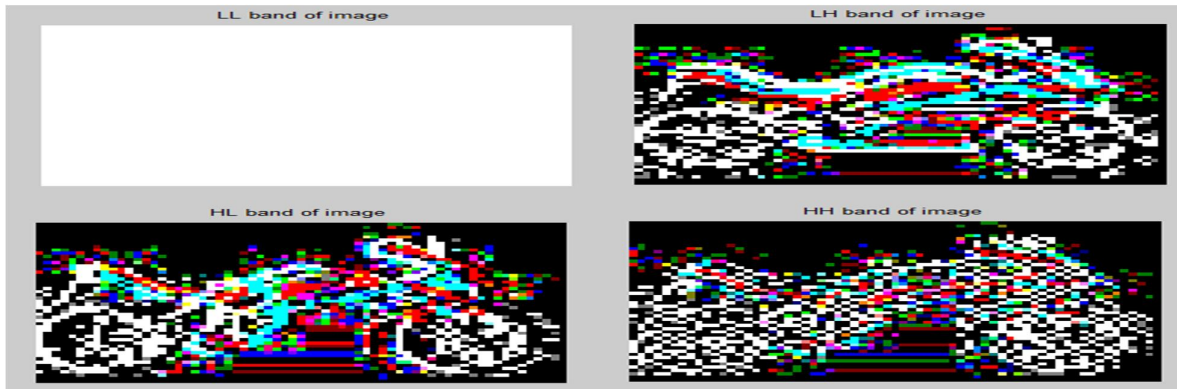 LL band of image
LH band of image
HL band of image
HH band of image